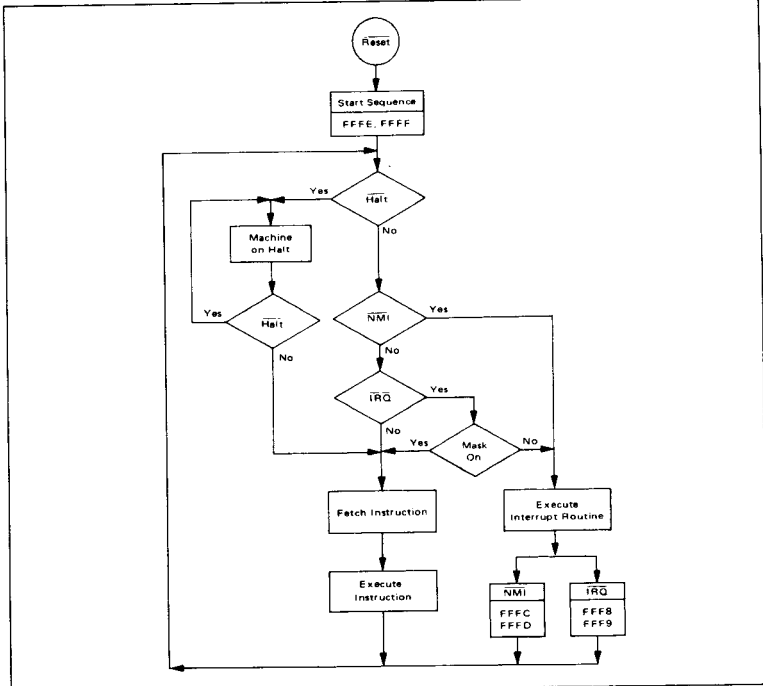 Reset
Start Sequence
FFFE, FFFF
Yes
Halt
No
Machine
on Halt
Yes
Halt
No
NMI
Yes
No
IRQ
Yes
No
Yes
Mask
On
No
Fetch Instruction
Execute
Interrupt Routine
Execute
Instruction
NMI
FFFC
FFFD
IRQ
FFF8
FFF9